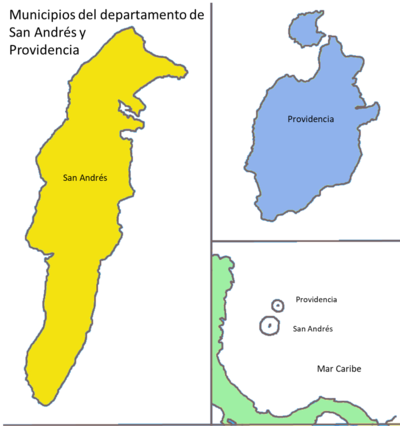 Municipios del departamento de
San Andrés y
Providencia
San Andrés
Providencia
Providencia
San Andrés
Mar Caribe